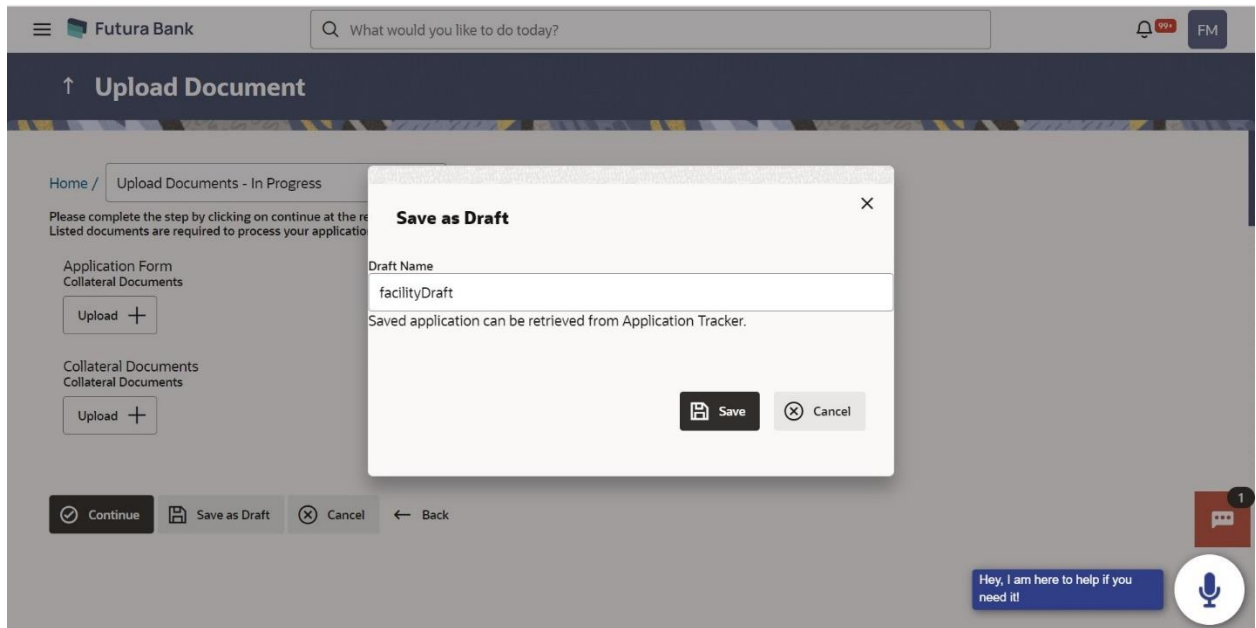 Futura Bank
What would you like to do today?
99+
FM
↑ Upload Document
Home / Upload Documents - In Progress
Please complete the step by clicking on continue at the
Listed documents are required to process your
Application Form
Collateral Documents
Upload +
Collateral Documents
Collateral Documents
Upload +
Continue
Save as Draft
Cancel
← Back
Save as Draft
Draft Name
facilityDraft
Saved application can be retrieved from Application Tracker.
Save
Cancel
1
Hey, I am here to help if you
need it!